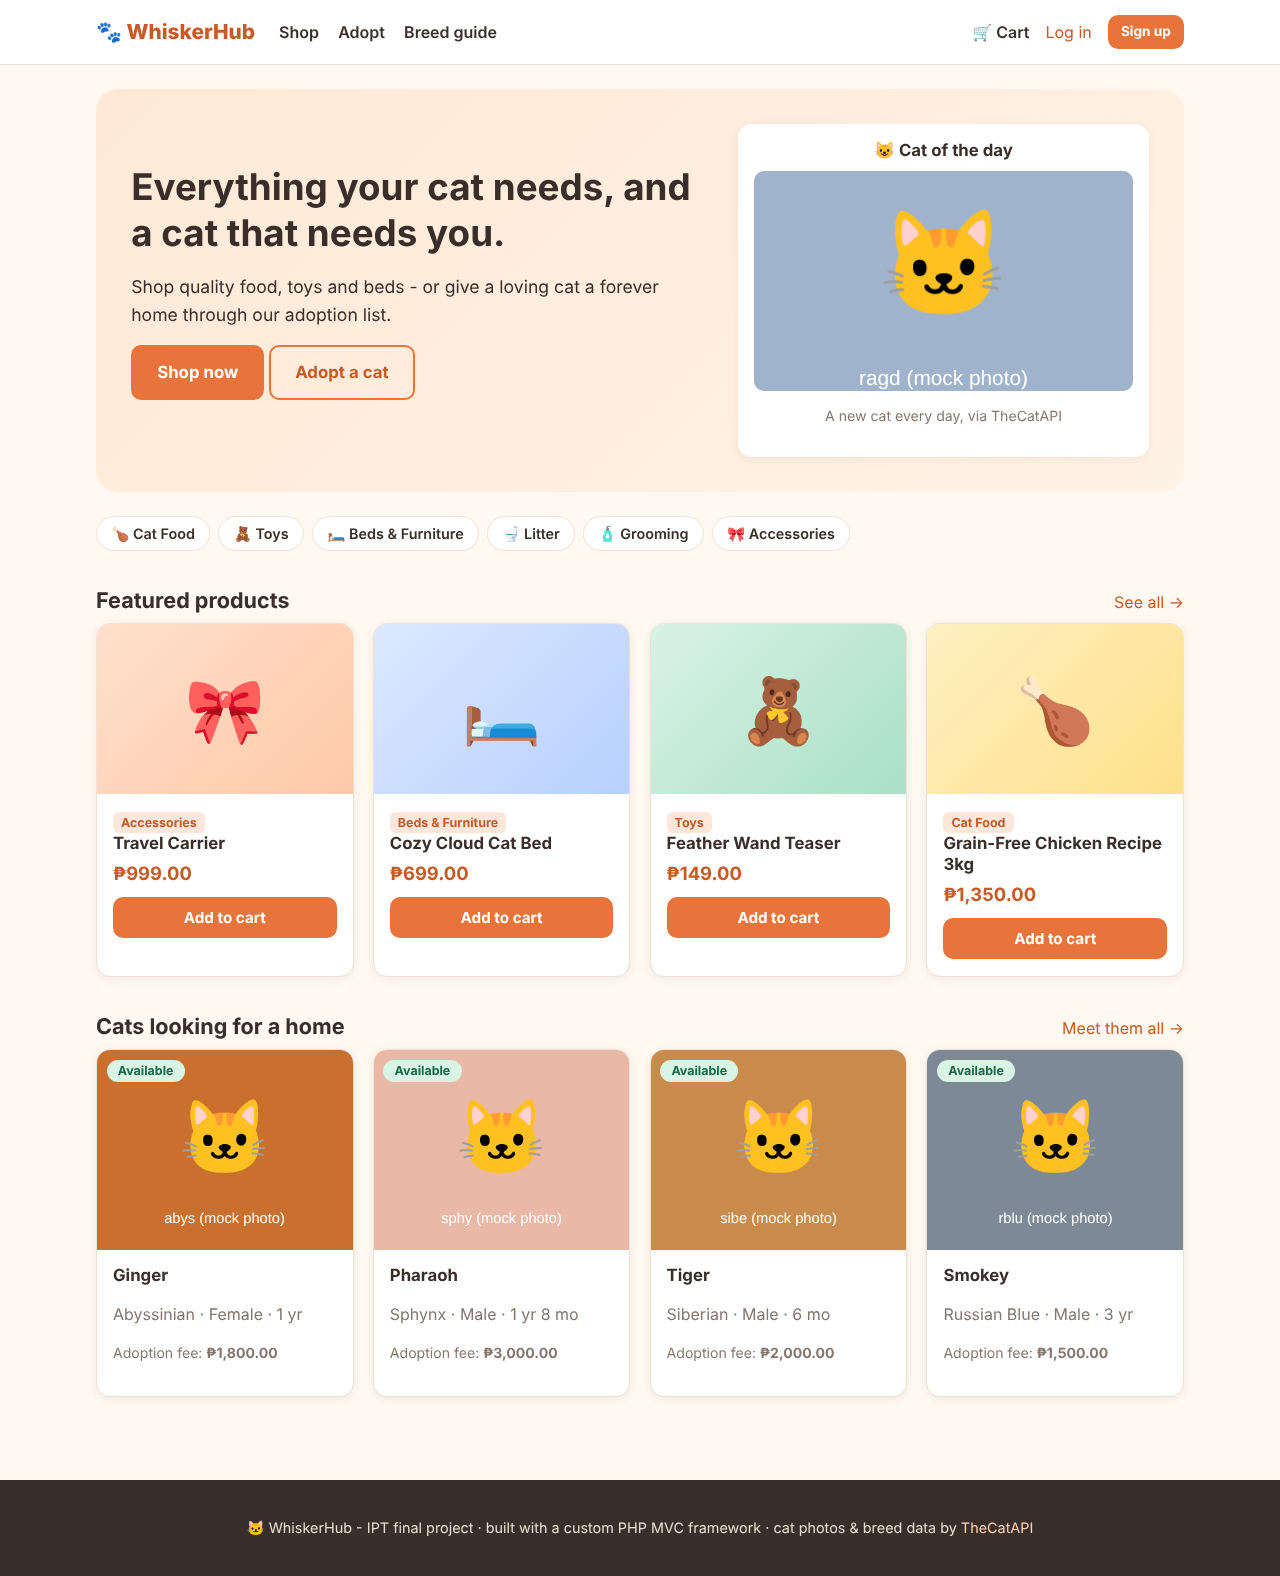 🐾 WhiskerHub Shop Adopt Breed guide 🛒 Cart Log in Sign up
Everything your cat needs, and
a cat that needs you.
Shop quality food, toys and beds - or give a loving cat a forever
home through our adoption list.
Shop now Adopt a cat
😺 Cat of the day
ragd (mock photo)
A new cat every day, via TheCatAPI
🍗 Cat Food 🧸 Toys 🛏️ Beds & Furniture 🚽 Litter 🧴 Grooming 🎀 Accessories
Featured products See all →
Accessories
Travel Carrier
₱999.00
Add to cart
Beds & Furniture
Cozy Cloud Cat Bed
₱699.00
Add to cart
Toys
Feather Wand Teaser
₱149.00
Add to cart
Cat Food
Grain-Free Chicken Recipe
3kg
₱1,350.00
Add to cart
Cats looking for a home Meet them all →
Available
abys (mock photo)
Ginger
Abyssinian · Female · 1 yr
Adoption fee: ₱1,800.00
Available
sphy (mock photo)
Pharaoh
Sphynx · Male · 1 yr 8 mo
Adoption fee: ₱3,000.00
Available
sibe (mock photo)
Tiger
Siberian · Male · 6 mo
Adoption fee: ₱2,000.00
Available
rblu (mock photo)
Smokey
Russian Blue · Male · 3 yr
Adoption fee: ₱1,500.00
🐱 WhiskerHub - IPT final project · built with a custom PHP MVC framework · cat photos & breed data by TheCatAPI